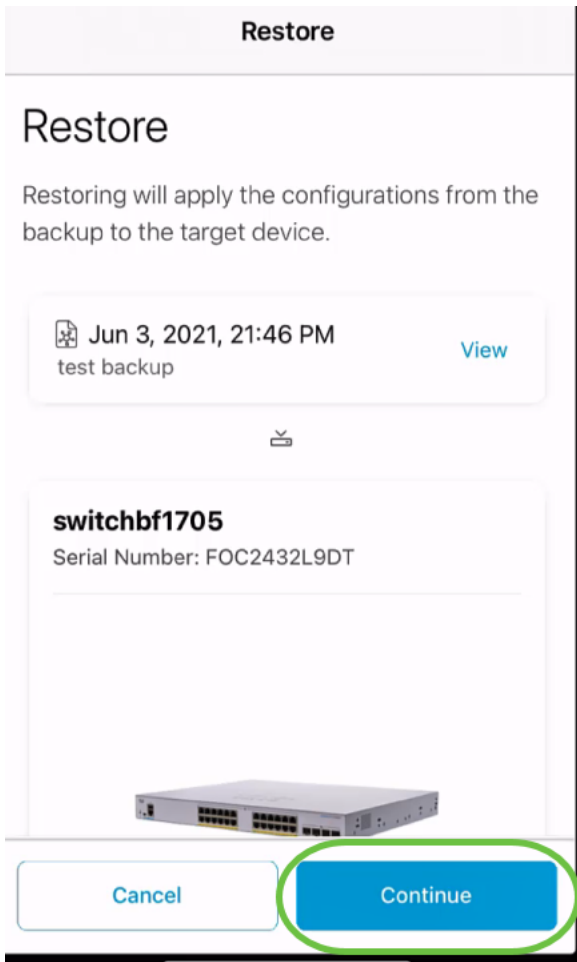 Restore
Restore
Restoring will apply the configurations from the
backup to the target device.
Jun 3, 2021, 21:46 PM
test backup
View
switchbf1705
Serial Number: FOC2432L9DT
Cancel
Continue